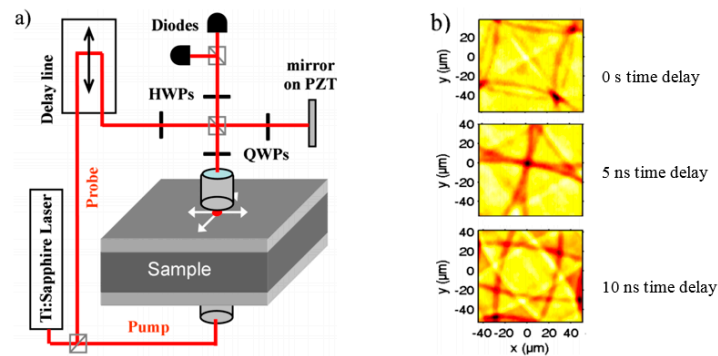 a)
Diodes
mirror
on PZT
Delay line
HWPs
QWPs
Probe
Ti::Sapphire Laser
Sample
Pump
b)
40
20
0
-20
-40
y (µm)
0 s time delay
40
20
0
-20
-40
y (µm)
5 ns time delay
40
20
0
-20
-40
y (µm)
10 ns time delay
-40 -20 0 20 40
x (µm)